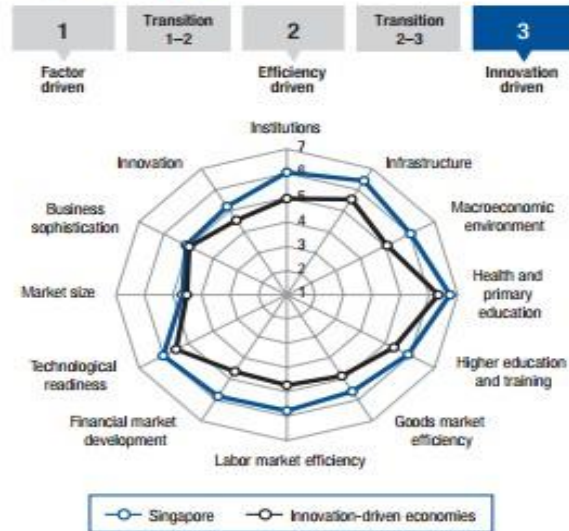 1
Transition
1–2
2
Transition
2–3
3
Factor
driven
Efficiency
driven
Innovation
driven
Institutions
Infrastructure
Macroeconomic
environment
Health and
primary
education
Higher education
and training
Goods market
efficiency
Labor market efficiency
Financial market
development
Technological
readiness
Market size
Business
sophistication
Innovation
7
6
5
4
3
2
1
Singapore
Innovation-driven economies